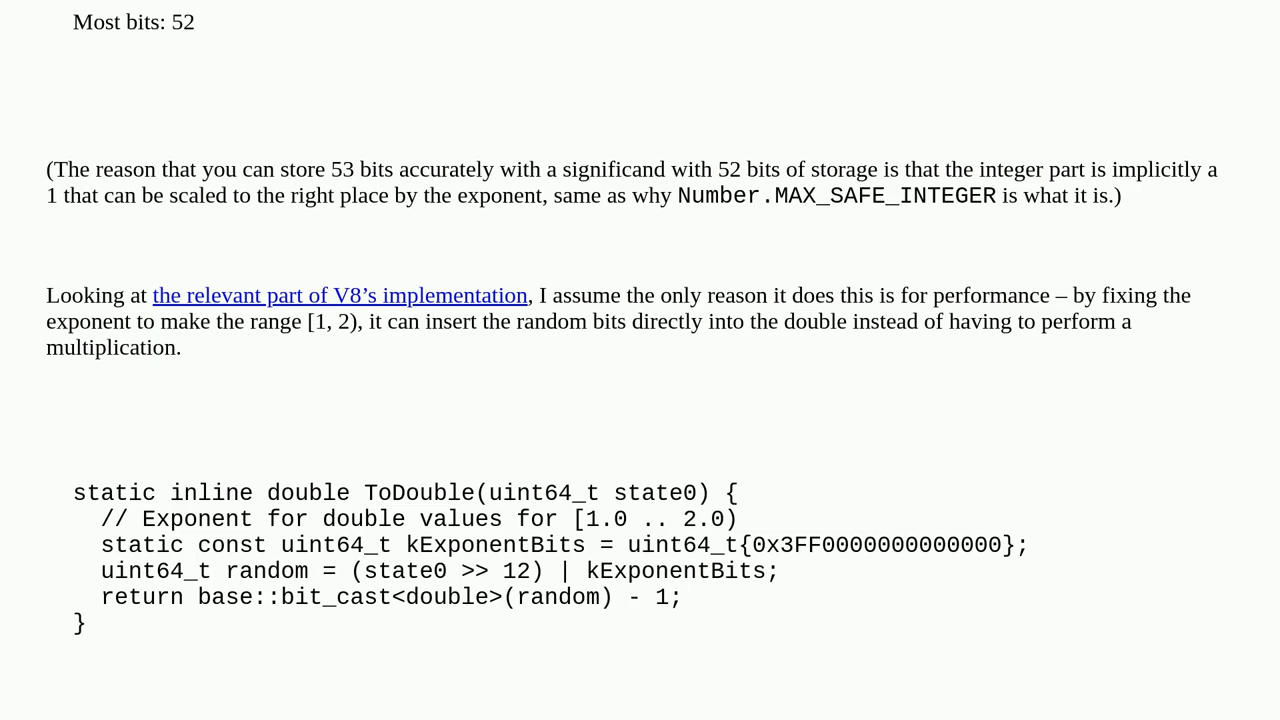 Most bits: 52
(The reason that you can store 53 bits accurately with a significand with 52 bits of storage is that the integer part is implicitly a
1 that can be scaled to the right place by the exponent, same as why Number.MAX_SAFE_INTEGER is what it is.)
Looking at the relevant part of V8’s implementation, I assume the only reason it does this is for performance – by fixing the
exponent to make the range [1, 2), it can insert the random bits directly into the double instead of having to perform a
multiplication.
static inline double ToDouble(uint64_t state0) {
  // Exponent for double values for [1.0 .. 2.0)
  static const uint64_t kExponentBits = uint64_t{0x3FF0000000000000};
  uint64_t random = (state0 >> 12) | kExponentBits;
  return base::bit_cast<double>(random) - 1;
}